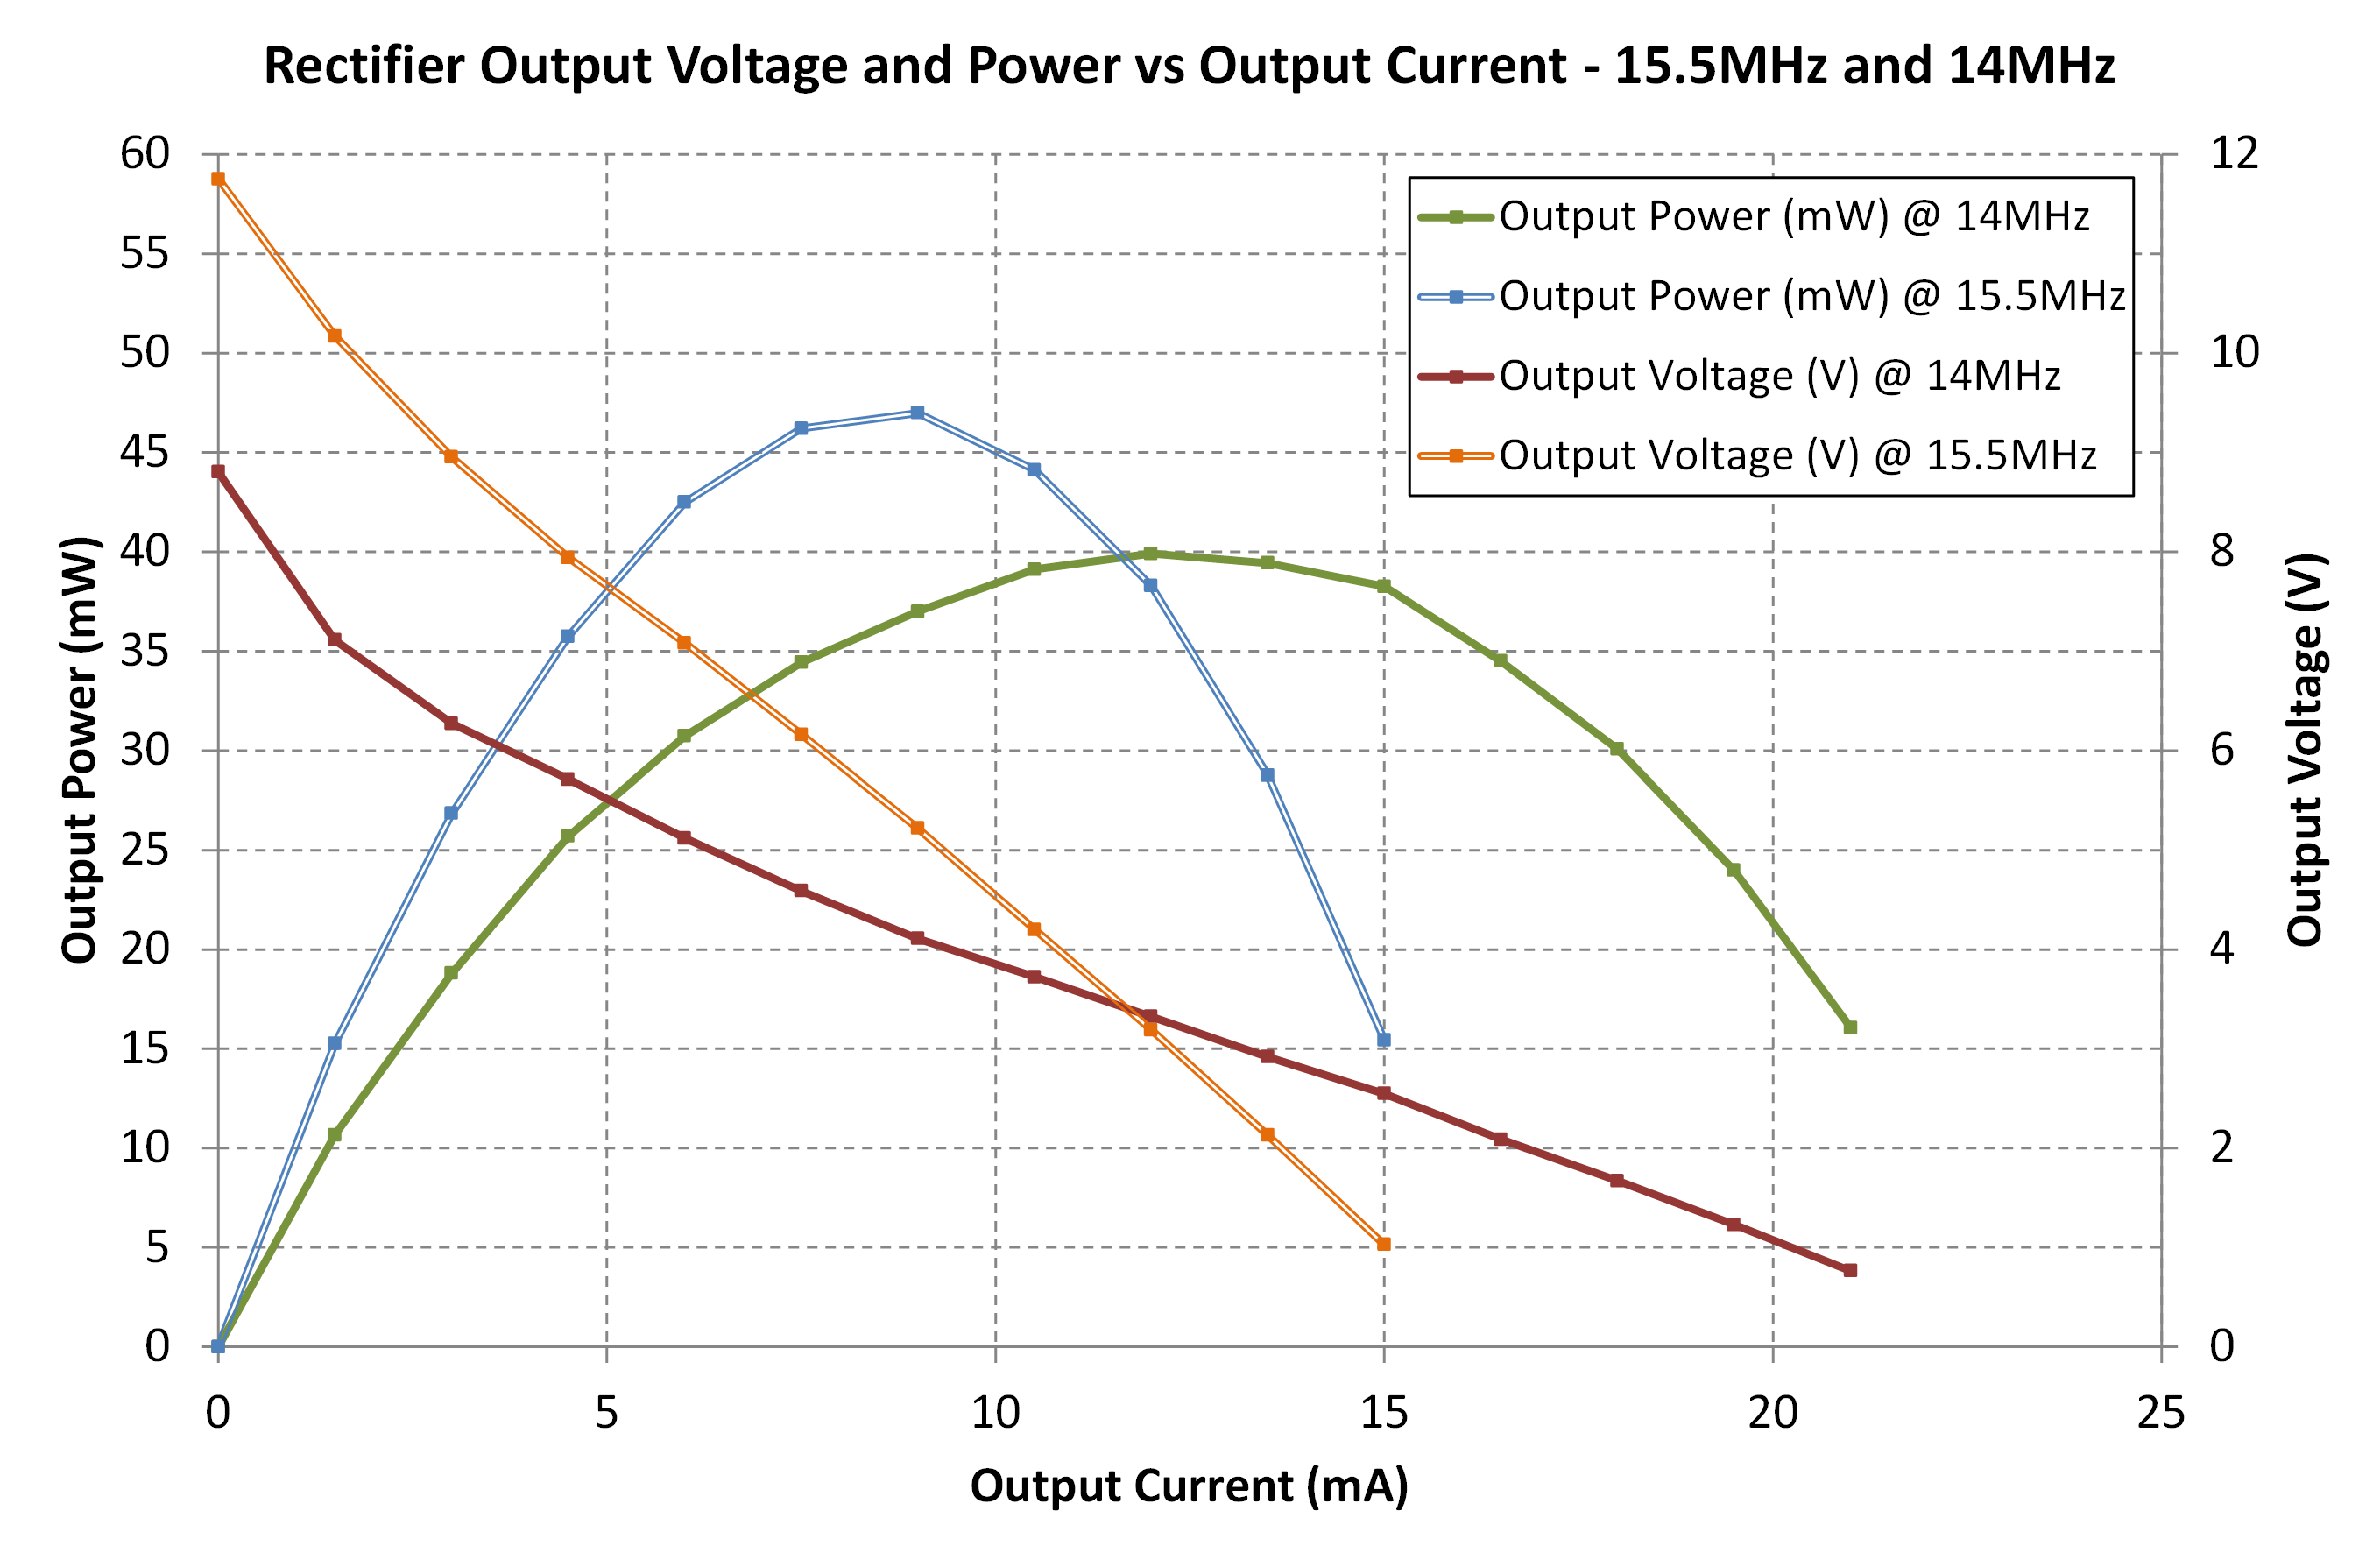 Rectifier Output Voltage and Power vs Output Current - 15.5MHz and 14MHz
60
55
50
45
40
35
30
25
20
15
10
5
0
Output Power (mW)
12
10
8
6
4
2
0
Output Voltage (V)
Output Power (mW) @ 14MHz
Output Power (mW) @ 15.5MHz
Output Voltage (V) @ 14MHz
Output Voltage (V) @ 15.5MHz
0 5 10 15 20 25
Output Current (mA)